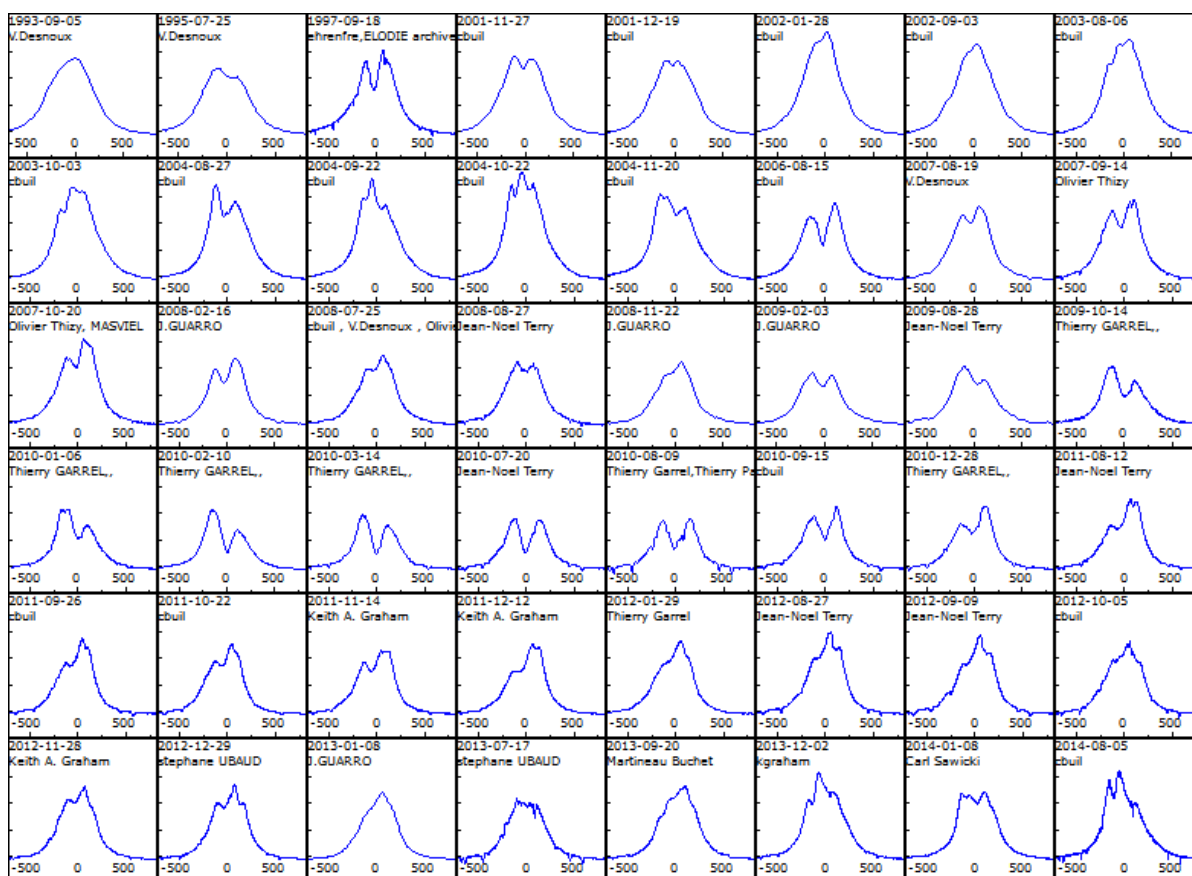 1993-09-05
V.Desnoux
-500 0 500
1995-07-25
V.Desnoux
-500 0 500
1997-09-18
ehrenfre,ELODIE archive
-500 0 500
2001-11-27
cbuil
-500 0 500
2001-12-19
cbuil
-500 0 500
2002-01-28
cbuil
-500 0 500
2002-09-03
cbuil
-500 0 500
2003-08-06
cbuil
-500 0 500
2003-10-03
cbuil
-500 0 500
2004-08-27
cbuil
-500 0 500
2004-09-22
cbuil
-500 0 500
2004-10-22
cbuil
-500 0 500
2004-11-20
cbuil
-500 0 500
2006-08-15
cbuil
-500 0 500
2007-08-19
V.Desnoux
-500 0 500
2007-09-14
Olivier Thizy
-500 0 500
2007-10-20
Olivier Thizy, MASVIEL
-500 0 500
2008-02-16
J.GUARRO
-500 0 500
2008-07-25
cbuil , V.Desnoux , Olivi
-500 0 500
2008-08-27
Jean-Noel Terry
-500 0 500
2008-11-22
J.GUARRO
-500 0 500
2009-02-03
J.GUARRO
-500 0 500
2009-08-28
Jean-Noel Terry
-500 0 500
2009-10-14
Thierry GARREL,,
-500 0 500
2010-01-06
Thierry GARREL,,
-500 0 500
2010-02-10
Thierry GARREL,,
-500 0 500
2010-03-14
Thierry GARREL,,
-500 0 500
2010-07-20
Jean-Noel Terry
-500 0 500
2010-08-09
Thierry Garrel,Thierry Pa
-500 0 500
2010-09-15
cbuil
-500 0 500
2010-12-28
Thierry GARREL,,
-500 0 500
2011-08-12
Jean-Noel Terry
-500 0 500
2011-09-26
cbuil
-500 0 500
2011-10-22
cbuil
-500 0 500
2011-11-14
Keith A. Graham
-500 0 500
2011-12-12
Keith A. Graham
-500 0 500
2012-01-29
Thierry Garrel
-500 0 500
2012-08-27
Jean-Noel Terry
-500 0 500
2012-09-09
Jean-Noel Terry
-500 0 500
2012-10-05
cbuil
-500 0 500
2012-11-28
Keith A. Graham
-500 0 500
2012-12-29
stephane UBAUD
-500 0 500
2013-01-08
J.GUARRO
-500 0 500
2013-07-17
stephane UBAUD
-500 0 500
2013-09-20
Martineau Buchet
-500 0 500
2013-12-02
kgraham
-500 0 500
2014-01-08
Carl Sawicki
-500 0 500
2014-08-05
cbuil
-500 0 500